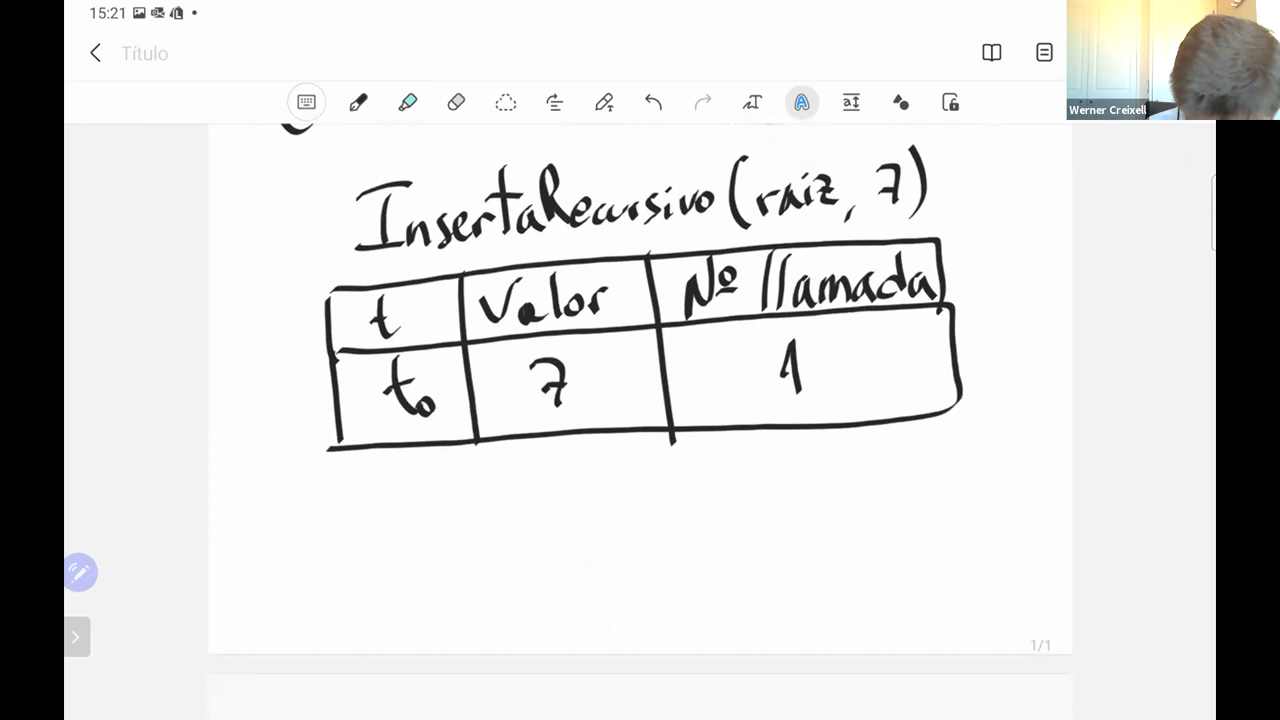 15:21
Título
Werner Creixell
InsertaRecursivo (raiz, 7)
t Valor Nº llamada
t₀ 7 1
1/1